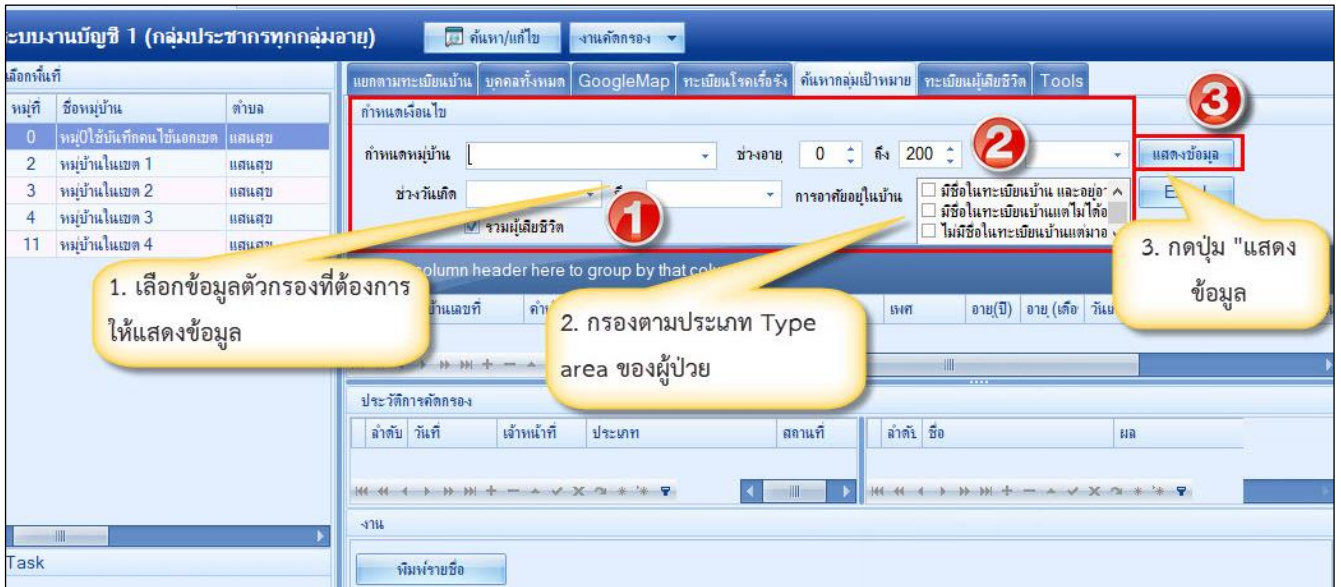 ระบบงานบัญชี 1 (กลุ่มประชากรทุกกลุ่มอายุ) ค้นหา/แก้ไข งานคัดกรอง
เลือกพื้นที่
แยกตามทะเบียนบ้าน บุคคลทั้งหมด GoogleMap ทะเบียนโรคเรื้อรัง ค้นหากลุ่มเป้าหมาย ทะเบียนผู้เสียชีวิต Tools
หมู่ที่ ชื่อหมู่บ้าน ตำบล
0 หมู่0ใช้บันทึกคนไข้นอกเขต แสนสุข
2 หมู่บ้านในเขต 1 แสนสุข
3 หมู่บ้านในเขต 2 แสนสุข
4 หมู่บ้านในเขต 3 แสนสุข
11 หมู่บ้านในเขต 4 แสนสุข
กำหนดเงื่อนไข
กำหนดหมู่บ้าน ช่วงอายุ 0 ถึง 200 2 แสดงข้อมูล 3
ช่วงวันเกิด การอาศัยอยู่ในบ้าน
มีชื่อในทะเบียนบ้าน และอยู่อา
มีชื่อในทะเบียนบ้านแต่ไม่ได้อ
ไม่มีชื่อในทะเบียนบ้านแต่มาอ
รวมผู้เสียชีวิต 1
column header here to group by that
1. เลือกข้อมูลตัวกรองที่ต้องการ
ให้แสดงข้อมูล
2. กรองตามประเภท Type
area ของผู้ป่วย
3. กดปุ่ม "แสดง
ข้อมูล
บ้านเลขที่ เพศ อายุ(ปี) อายุ (เดือ
ประวัติการคัดกรอง
ลำดับ วันที่ เจ้าหน้าที่ ประเภท สถานที่ ลำดับ ชื่อ ผล
งาน
พิมพ์รายชื่อ
Task